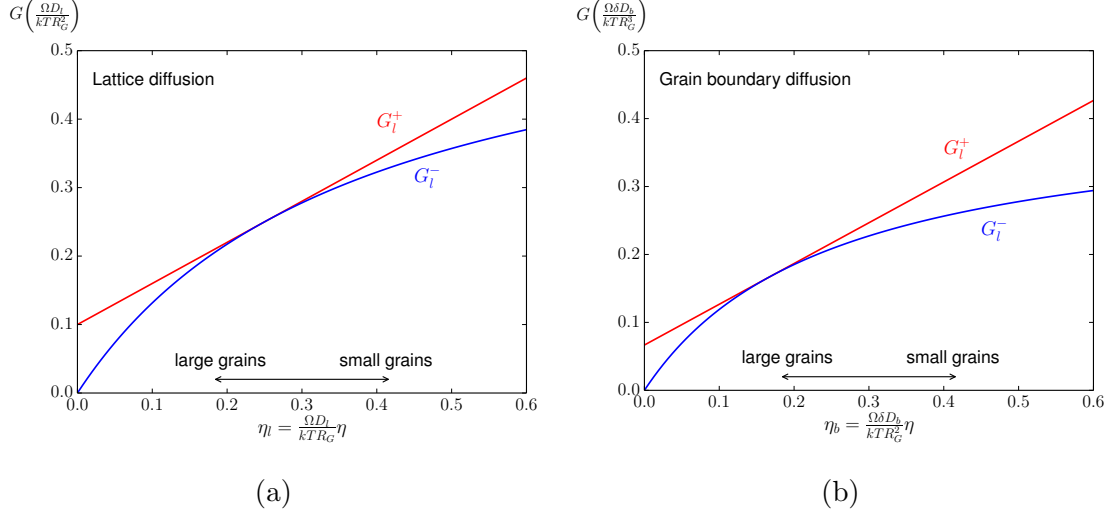 G(ΩD_l/kTR_G^2)
0.5
Lattice diffusion
0.4
G_l^+
0.3
G_l^-
0.2
0.1
large grains small grains
0.0
0.0 0.1 0.2 0.3 0.4 0.5 0.6
η_l = ΩD_l/kTR_G η
(a)
G(ΩδD_b/kTR_G^3)
0.5
Grain boundary diffusion
0.4
G_l^+
0.3
G_l^-
0.2
0.1
large grains small grains
0.0
0.0 0.1 0.2 0.3 0.4 0.5 0.6
η_b = ΩδD_b/kTR_G^2 η
(b)